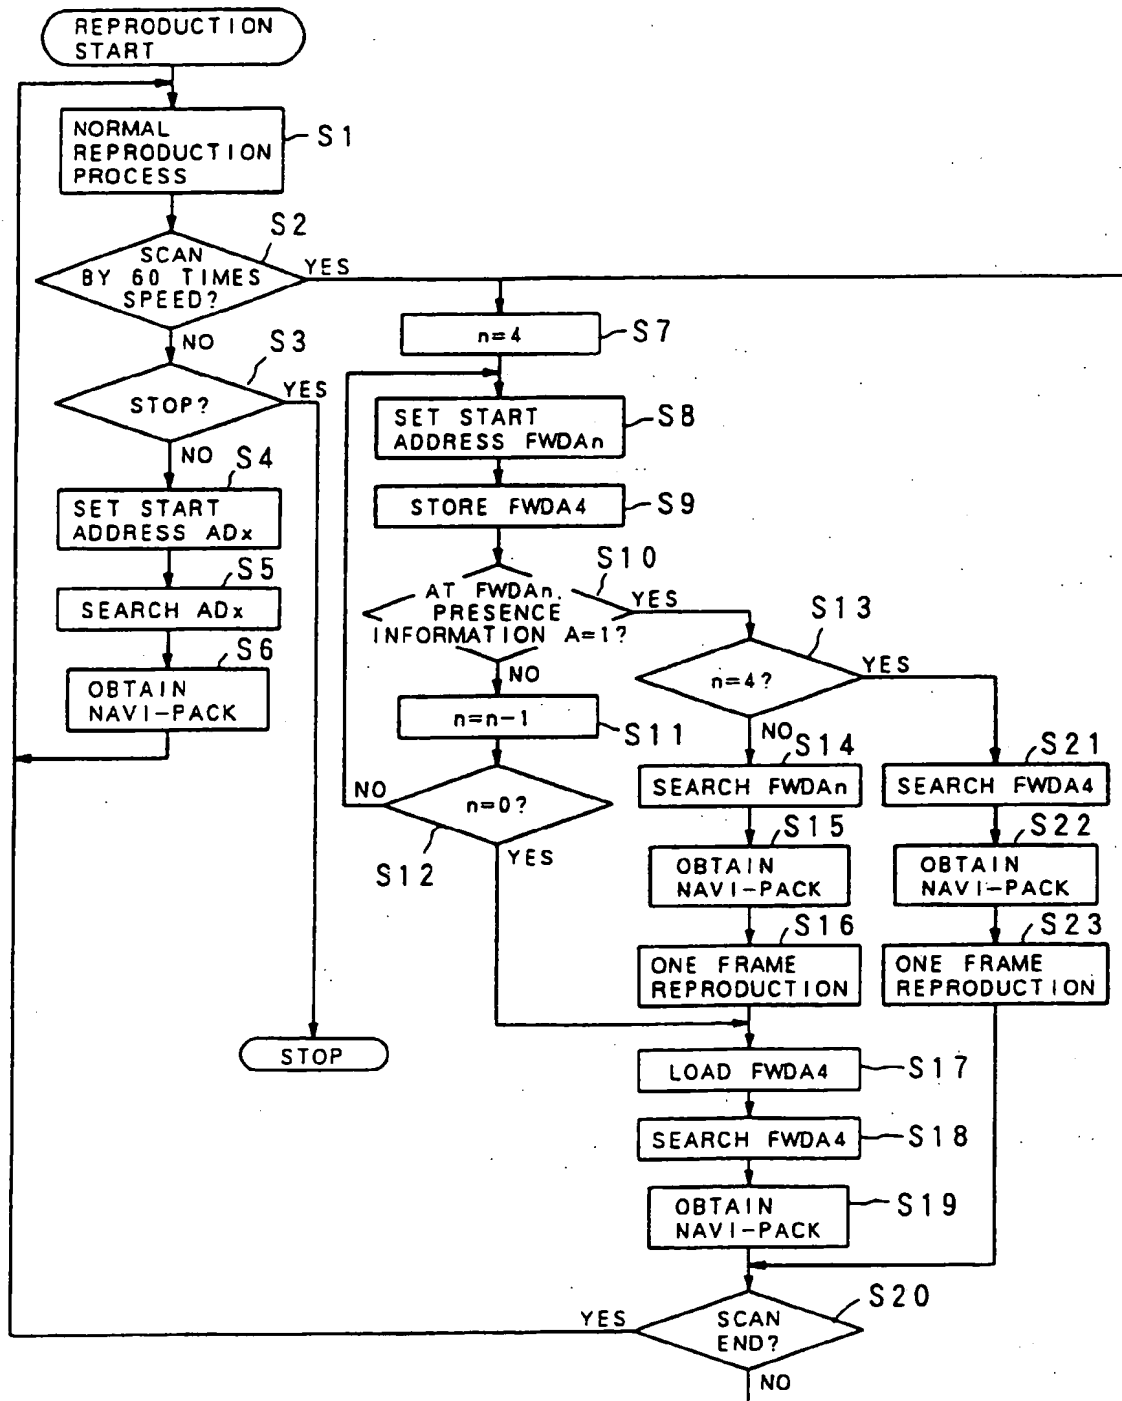 REPRODUCTION
START
NORMAL
REPRODUCTION
PROCESS
S1
SCAN
BY 60 TIMES
SPEED?
S2
YES
NO
STOP?
S3
YES
NO
SET START
ADDRESS ADx
S4
SEARCH ADx
S5
OBTAIN
NAVI-PACK
S6
STOP
n=4
S7
SET START
ADDRESS FWDAn
S8
STORE FWDA4
S9
AT FWDAn,
PRESENCE
INFORMATION A=1?
S10
YES
NO
n=n-1
S11
n=0?
S12
NO
YES
n=4?
S13
YES
NO
SEARCH FWDAn
S14
OBTAIN
NAVI-PACK
S15
ONE FRAME
REPRODUCTION
S16
LOAD FWDA4
S17
SEARCH FWDA4
S18
OBTAIN
NAVI-PACK
S19
SEARCH FWDA4
S21
OBTAIN
NAVI-PACK
S22
ONE FRAME
REPRODUCTION
S23
SCAN
END?
S20
YES
NO